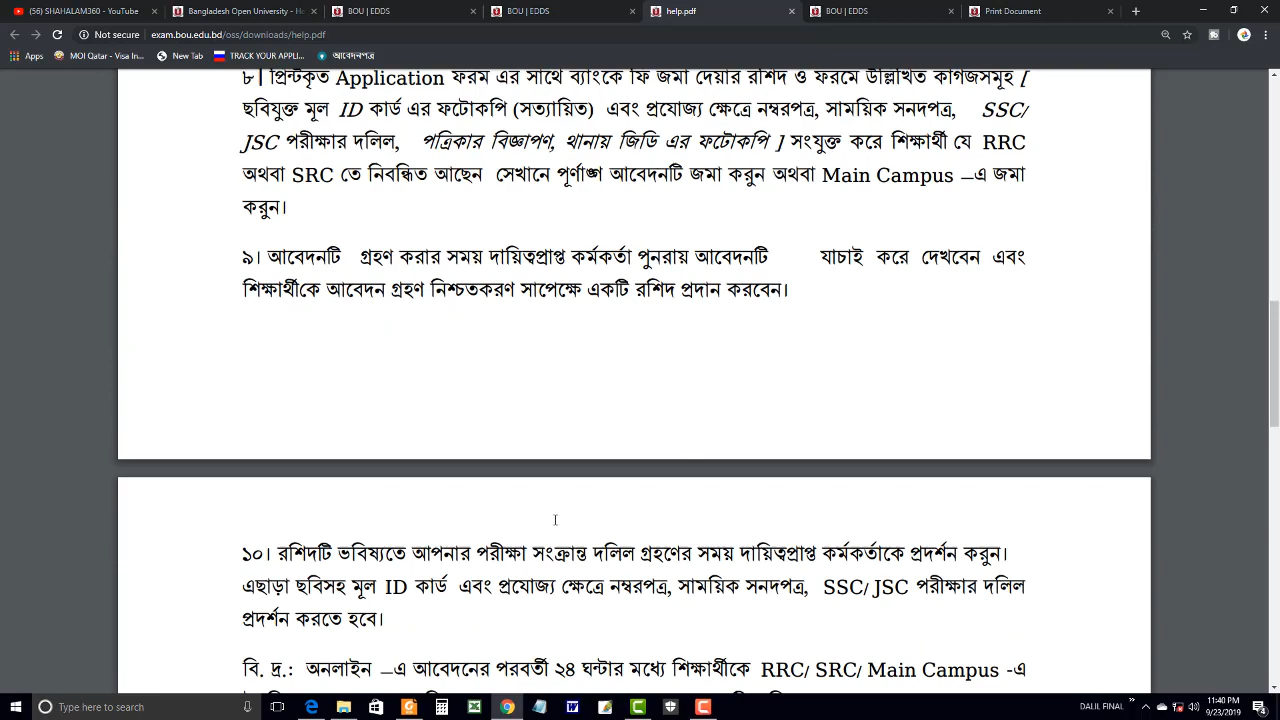 (56) SHAHALAM360 - YouTube
Bangladesh Open University - Ho
BOU | EDDS
BOU | EDDS
help.pdf
BOU | EDDS
Print Document
Not secure | exam.bou.edu.bd/oss/downloads/help.pdf
Apps
MOI Qatar - Visa In...
New Tab
TRACK YOUR APPLI...
আবেদনপত্র
৮| প্রিন্টকৃত Application ফরম এর সাথে ব্যাংকে ফি জমা দেয়ার রশিদ ও ফরমে উল্লিখিত কাগজসমূহ [
ছবিযুক্ত মূল ID কার্ড এর ফটোকপি (সত্যায়িত) এবং প্রযোজ্য ক্ষেত্রে নম্বরপত্র, সাময়িক সনদপত্র, SSC/
JSC পরীক্ষার দলিল, পত্রিকার বিজ্ঞাপণ, থানায় জিডি এর ফটোকপি ] সংযুক্ত করে শিক্ষার্থী যে RRC
অথবা SRC তে নিবন্ধিত আছেন সেখানে পূর্ণাঙ্গ আবেদনটি জমা করুন অথবা Main Campus –এ জমা
করুন।
৯। আবেদনটি গ্রহণ করার সময় দায়িত্বপ্রাপ্ত কর্মকর্তা পুনরায় আবেদনটি যাচাই করে দেখবেন এবং
শিক্ষার্থীকে আবেদন গ্রহণ নিশ্চতকরণ সাপেক্ষে একটি রশিদ প্রদান করবেন।
১০। রশিদটি ভবিষ্যতে আপনার পরীক্ষা সংক্রান্ত দলিল গ্রহণের সময় দায়িত্বপ্রাপ্ত কর্মকর্তাকে প্রদর্শন করুন।
এছাড়া ছবিসহ মূল ID কার্ড এবং প্রযোজ্য ক্ষেত্রে নম্বরপত্র, সাময়িক সনদপত্র, SSC/ JSC পরীক্ষার দলিল
প্রদর্শন করতে হবে।
বি. দ্র.: অনলাইন –এ আবেদনের পরবর্তী ২৪ ঘন্টার মধ্যে শিক্ষার্থীকে RRC/ SRC/ Main Campus -এ
Type here to search
DALIL FINAL
11:40 PM
9/23/2019